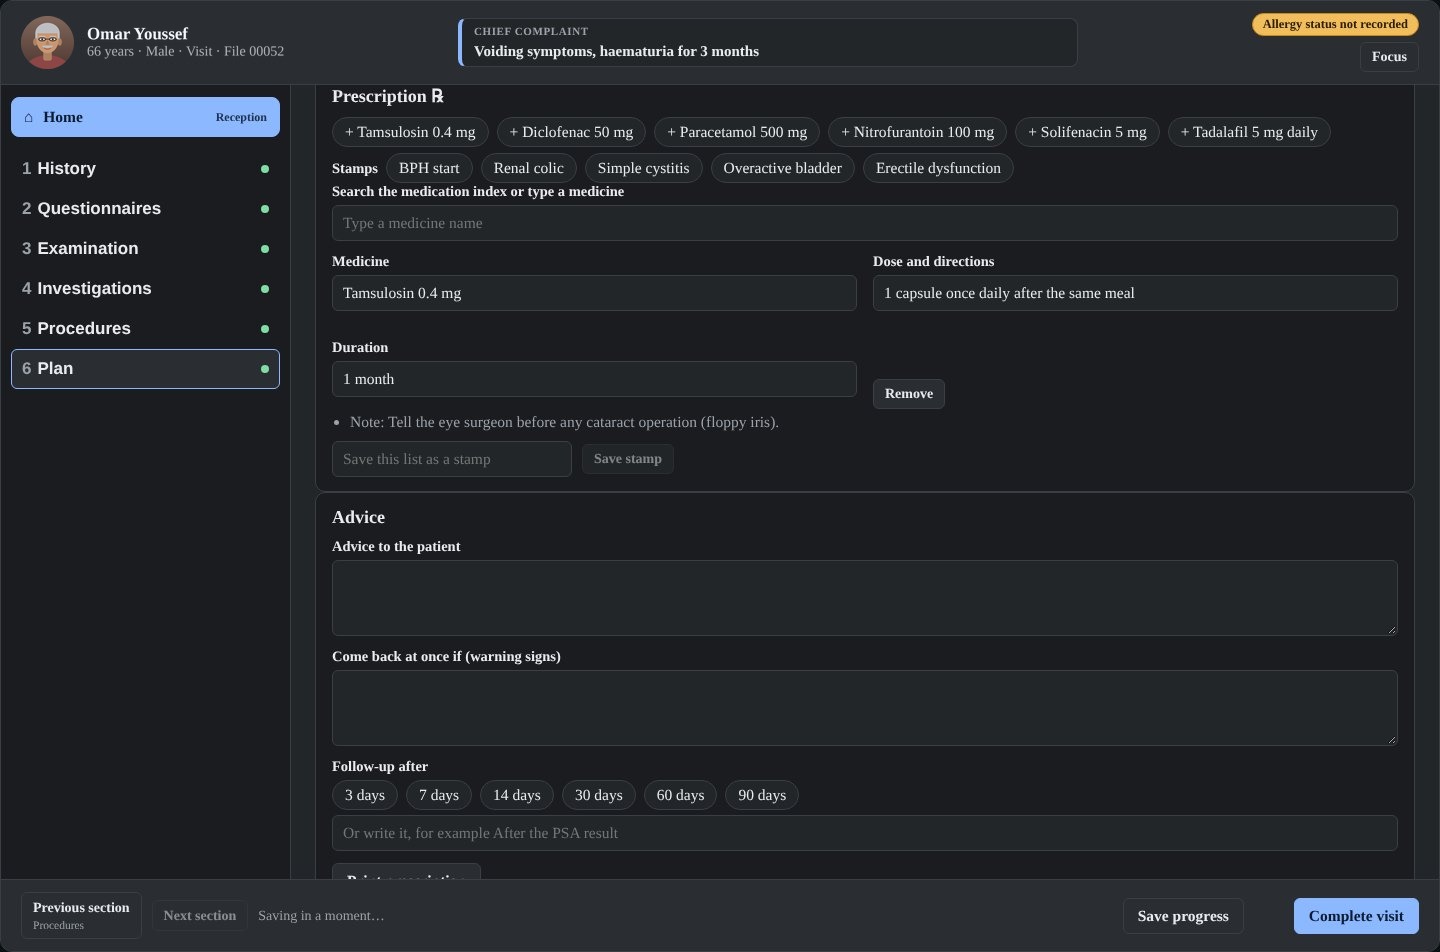 Omar Youssef
66 years · Male · Visit · File 00052
CHIEF COMPLAINT
Voiding symptoms, haematuria for 3 months
Allergy status not recorded
Focus
Home
Reception
1 History
2 Questionnaires
3 Examination
4 Investigations
5 Procedures
6 Plan
Prescription ℞
+ Tamsulosin 0.4 mg
+ Diclofenac 50 mg
+ Paracetamol 500 mg
+ Nitrofurantoin 100 mg
+ Solifenacin 5 mg
+ Tadalafil 5 mg daily
Stamps
BPH start
Renal colic
Simple cystitis
Overactive bladder
Erectile dysfunction
Search the medication index or type a medicine
Type a medicine name
Medicine
Dose and directions
Tamsulosin 0.4 mg
1 capsule once daily after the same meal
Duration
1 month
Remove
• Note: Tell the eye surgeon before any cataract operation (floppy iris).
Save this list as a stamp
Save stamp
Advice
Advice to the patient
Come back at once if (warning signs)
Follow-up after
3 days
7 days
14 days
30 days
60 days
90 days
Or write it, for example After the PSA result
Previous section
Procedures
Next section
Saving in a moment…
Save progress
Complete visit